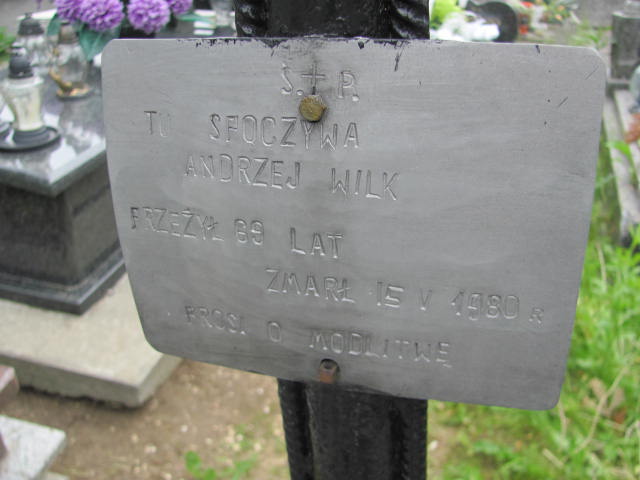 Ś.+P.
TU SPOCZYWA
ANDRZEJ WILK
PRZEŻYŁ 89 LAT
ZMARŁ 15 V 1980 R
PROSI O MODLITWĘ